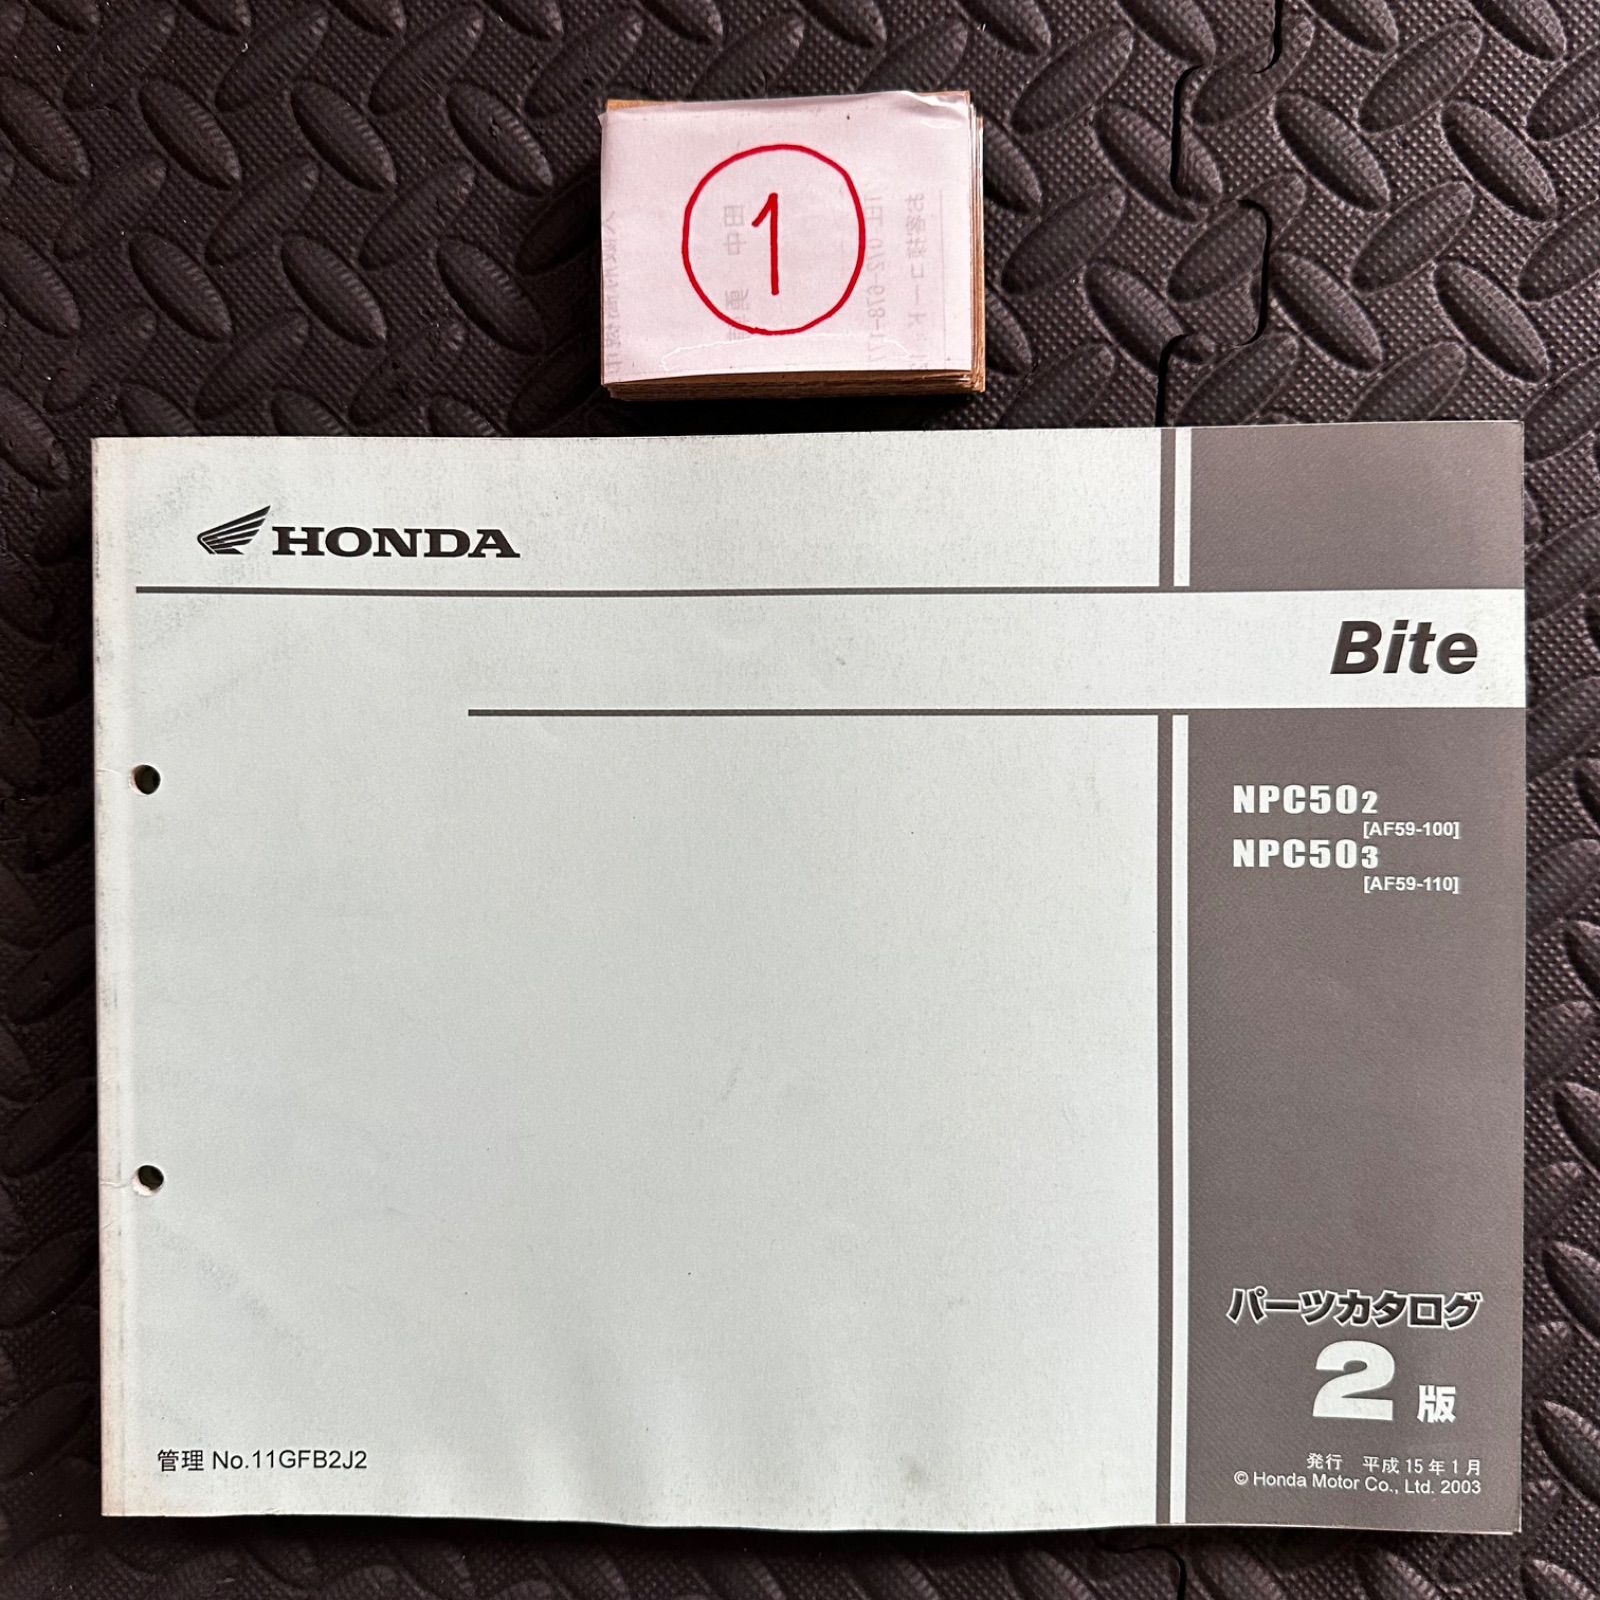 1
HONDA
Bite
NPC502
[AF59-100]
NPC503
[AF59-110]
パーツカタログ
2版
管理 No.11GFB2J2
発行 平成15年1月
© Honda Motor Co., Ltd. 2003